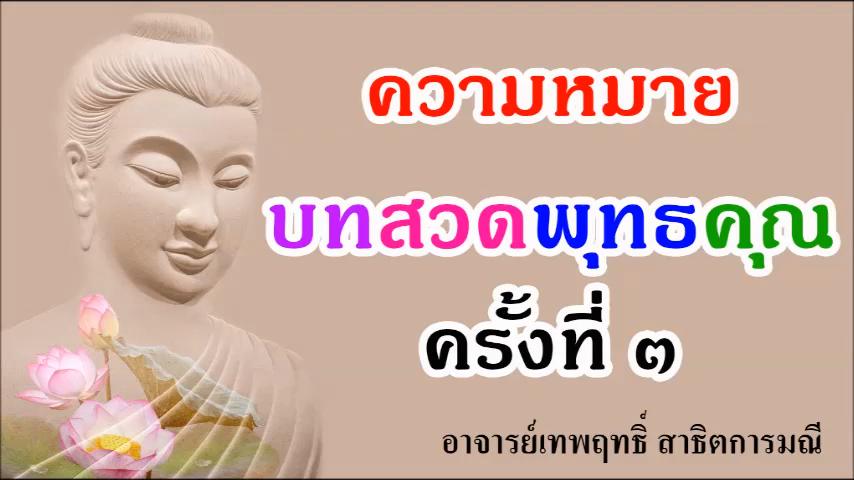 ความหมาย
บทสวดพุทธคุณ
ครั้งที่ ๓
อาจารย์เทพฤทธิ์ สาธิตการมณี